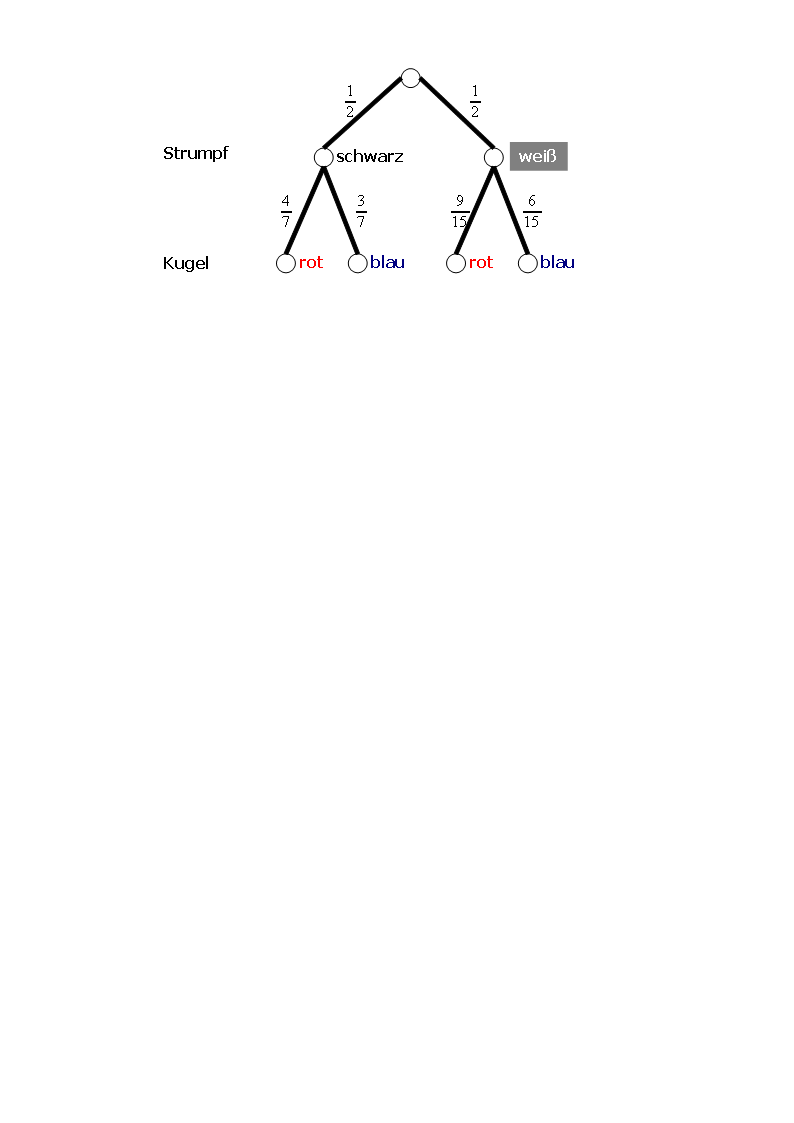 1/2 1/2
Strumpf schwarz weiß
4/7 3/7 9/15 6/15
Kugel rot blau rot blau